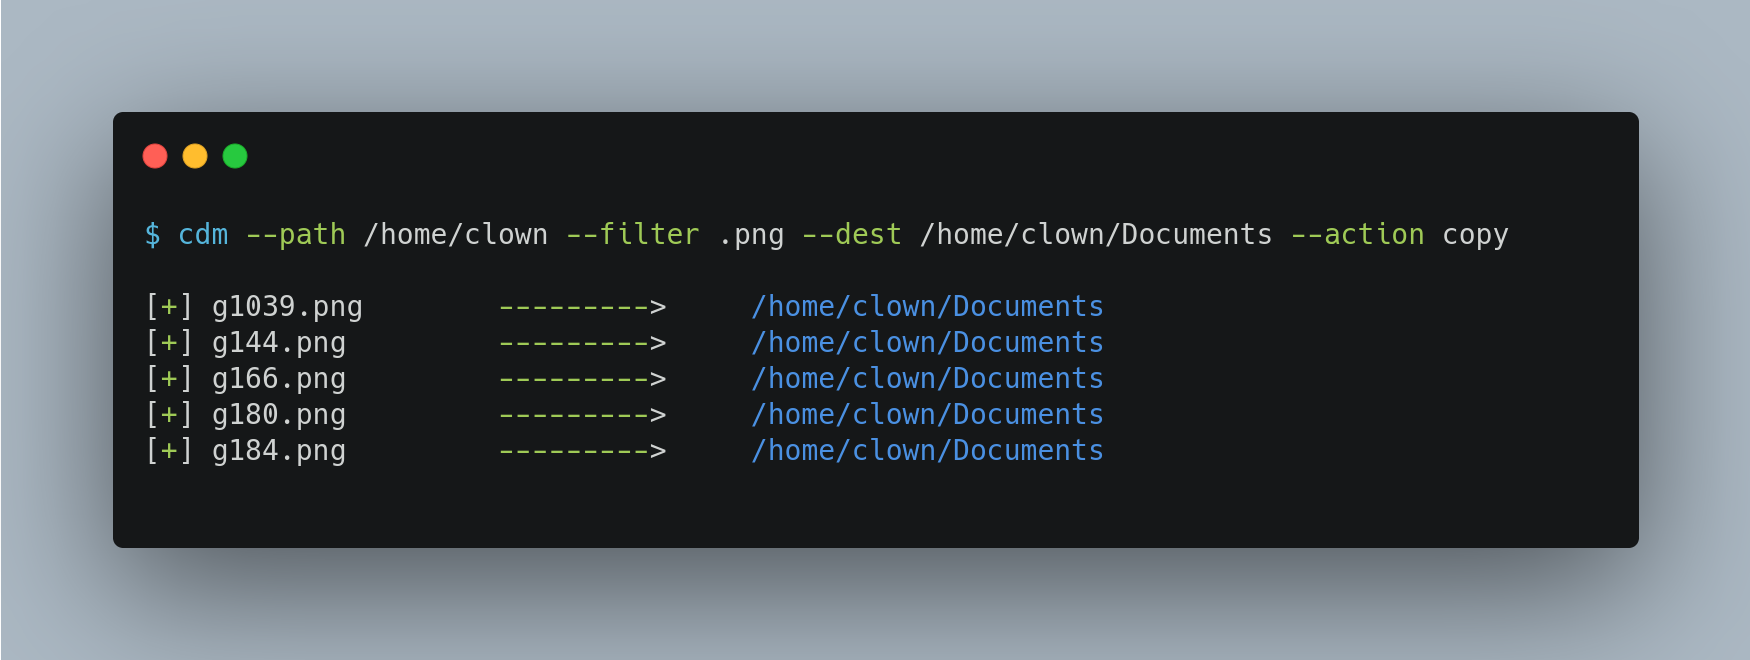 $ cdm --path /home/clown --filter .png --dest /home/clown/Documents --action copy
[+] g1039.png --------->  /home/clown/Documents
[+] g144.png --------->  /home/clown/Documents
[+] g166.png --------->  /home/clown/Documents
[+] g180.png --------->  /home/clown/Documents
[+] g184.png --------->  /home/clown/Documents